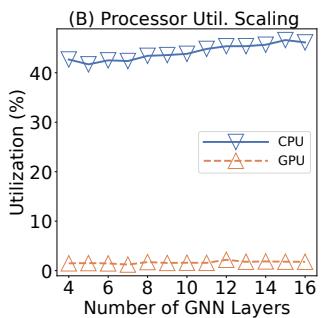 (B) Processor Util. Scaling
Utilization (%)
40
30
20
10
0
CPU
GPU
4 6 8 10 12 14 16
Number of GNN Layers